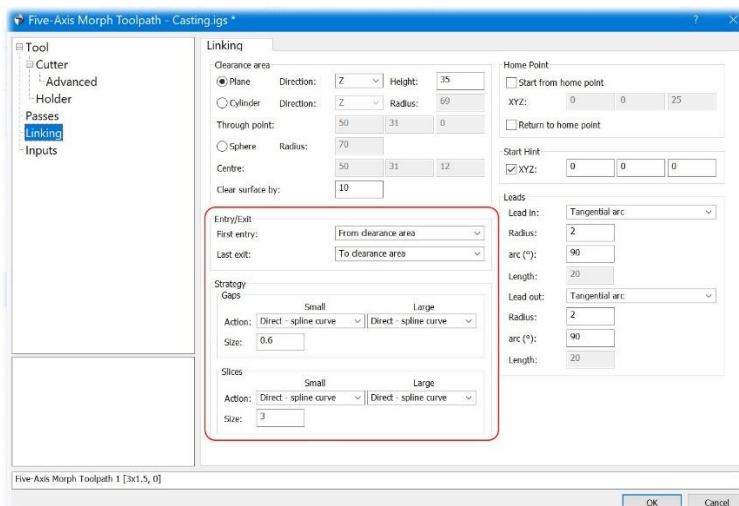 Five-Axis Morph Toolpath - Casting.igs *
? X
Tool
Cutter
Advanced
Holder
Passes
Linking
Inputs
Linking
Clearance area
Plane Direction: Z Height: 35
Cylinder Direction: Z Radius: 60
Through point: 50 31 0
Sphere Radius: 70
Centre: 50 31 12
Clear surface by: 10
Entry/Exit
First entry: From clearance area
Last exit: To clearance area
Strategy
Gaps
Small Large
Action: Direct - spline curve Direct - spline curve
Size: 0.6
Slices
Small Large
Action: Direct - spline curve Direct - spline curve
Size: 3
Home Point
Start from home point
XYZ: 0 0 25
Return to home point
Start Hint
XYZ: 0 0 0
Leads
Lead in: Tangential arc
Radius: 2
arc (°): 90
Length: 20
Lead out: Tangential arc
Radius: 2
arc (°): 90
Length: 20
Five-Axis Morph Toolpath 1 [3x1.5, 0]
OK Cancel